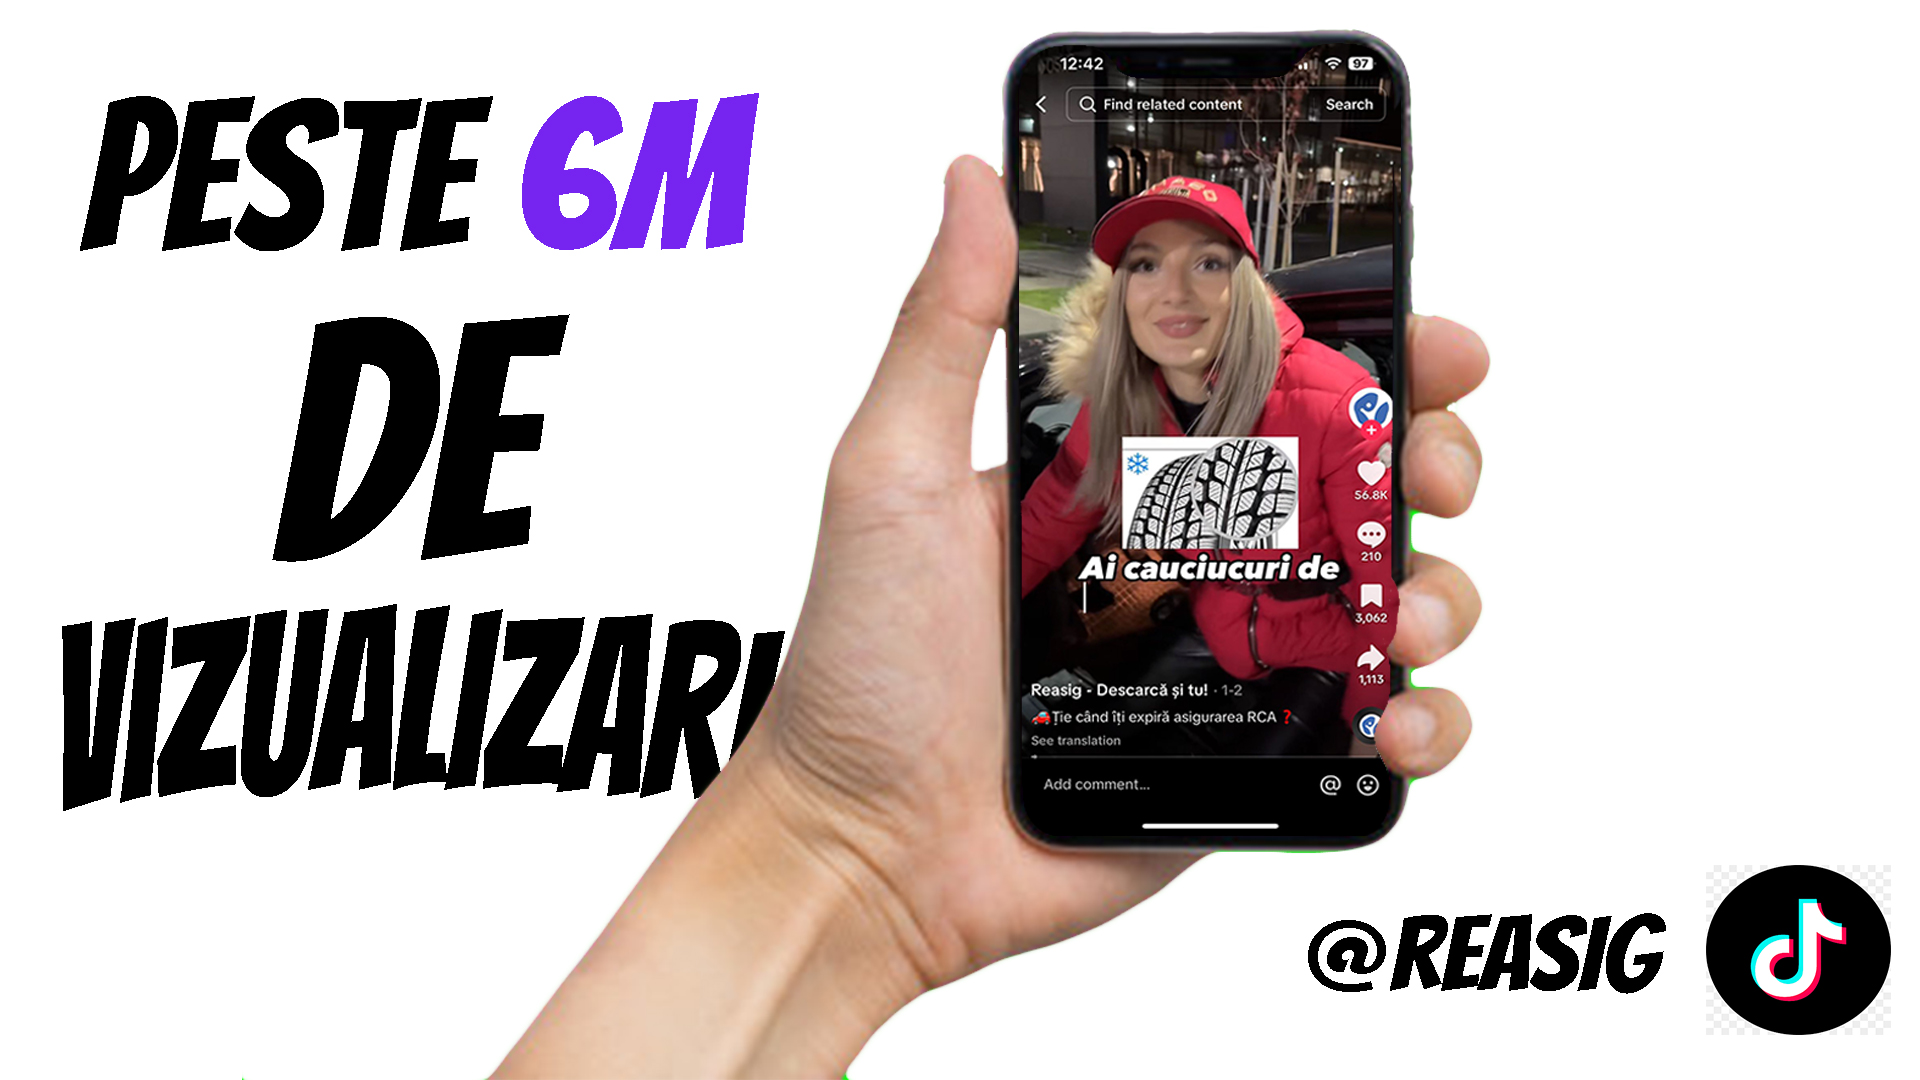 PESTE 6M
DE
VIZUALIZARI
12:42
97
Find related content
Search
56.8K
210
3,062
1,113
Ai cauciucuri de
Reasig - Descarcă și tu! · 1-2
🚗Ție când îți expiră asigurarea RCA ❓
See translation
Add comment...
@REASIG